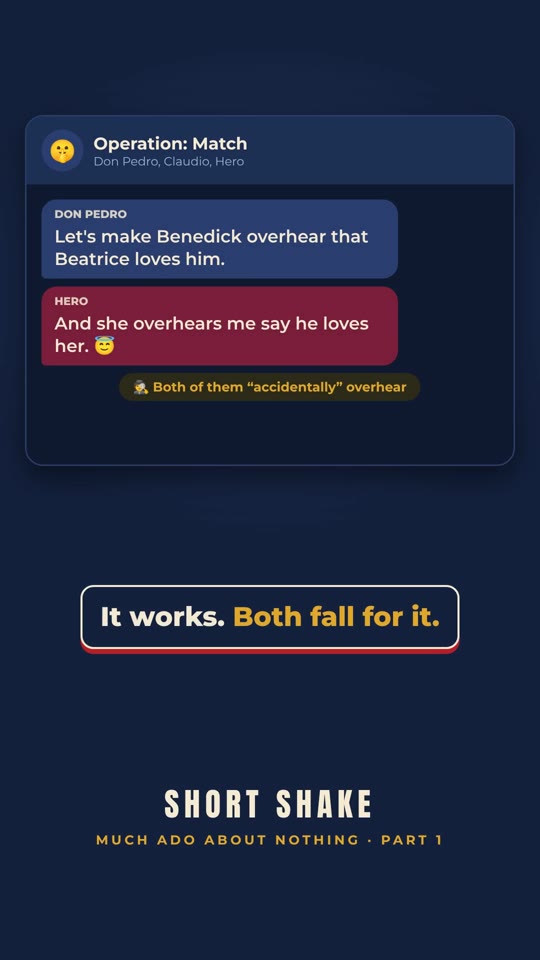 Operation: Match
Don Pedro, Claudio, Hero
DON PEDRO
Let's make Benedick overhear that
Beatrice loves him.
HERO
And she overhears me say he loves
her. 😇
🕵️ Both of them “accidentally” overhear
It works. Both fall for it.
SHORT SHAKE
MUCH ADO ABOUT NOTHING · PART 1